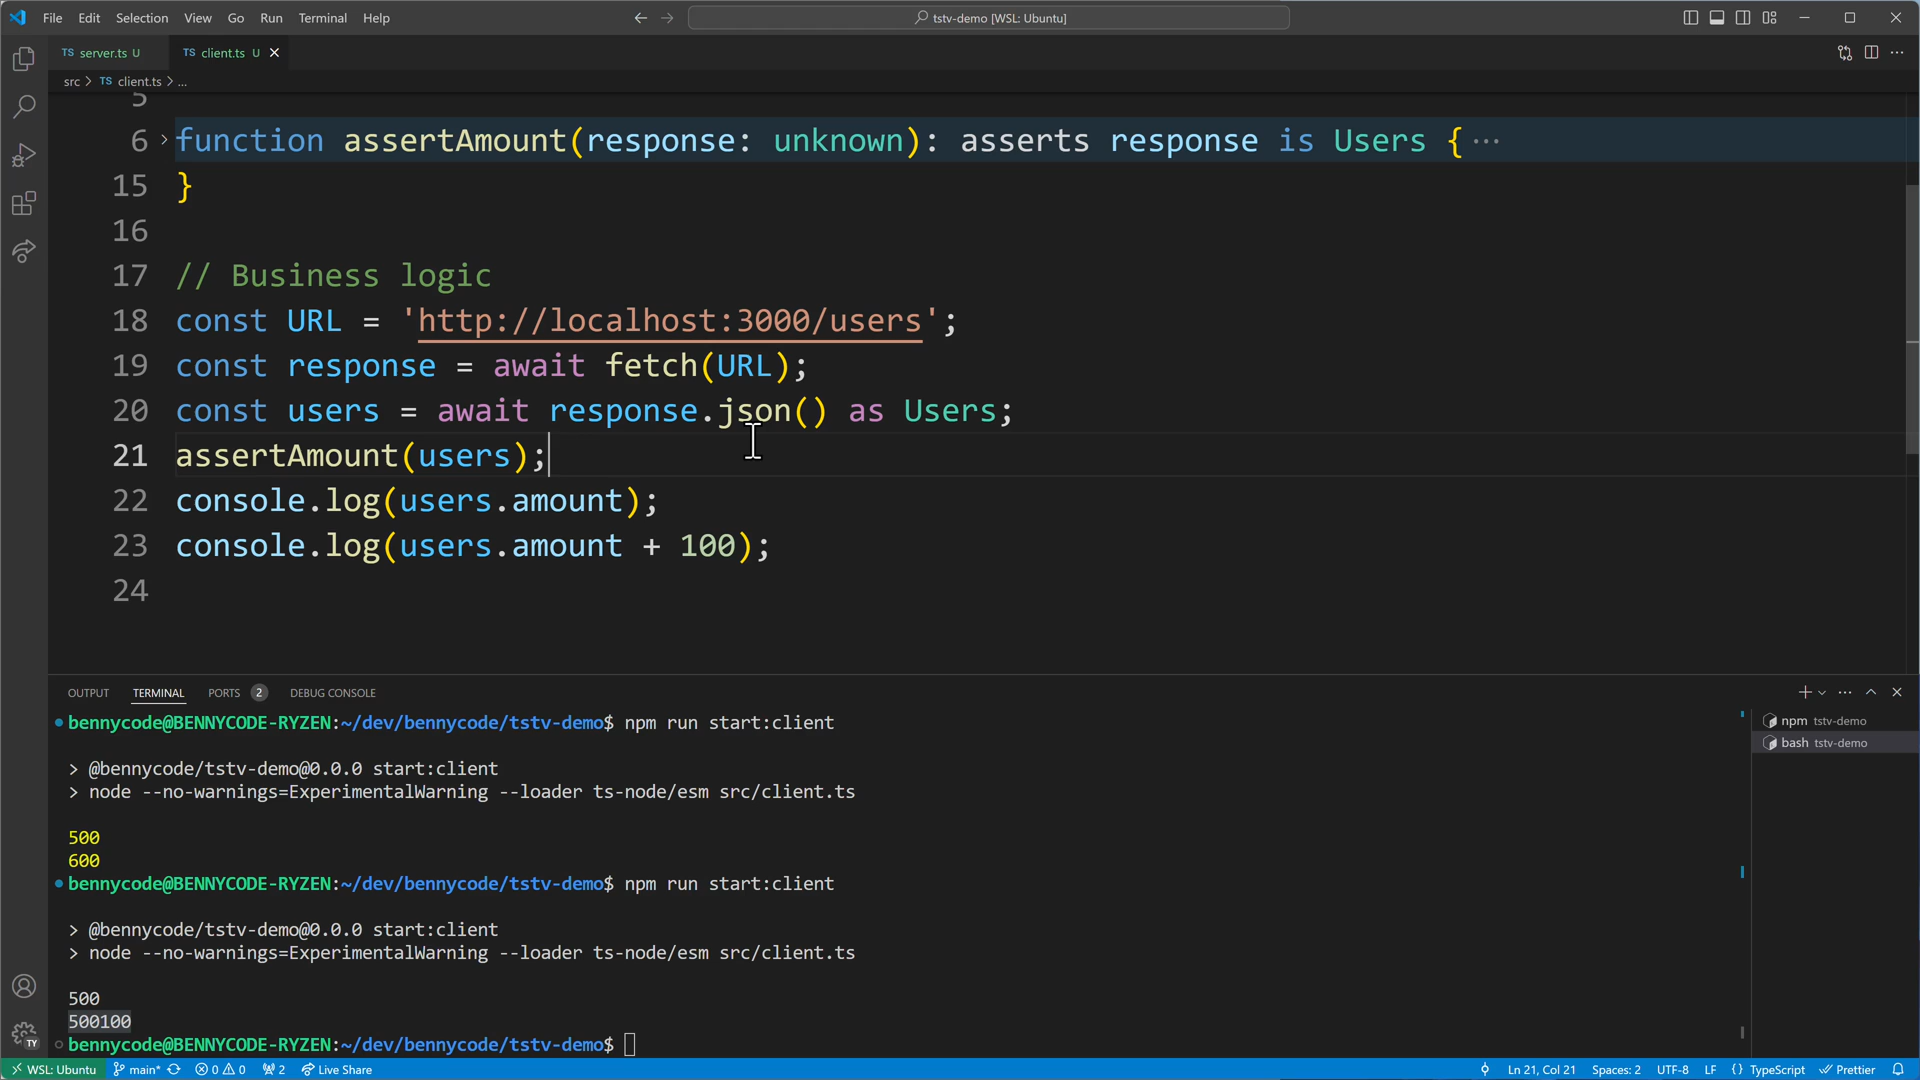 File Edit Selection View Go Run Terminal Help
tstv-demo [WSL: Ubuntu]
TS server.ts U
TS client.ts U
src > TS client.ts > ...
5
6 function assertAmount(response: unknown): asserts response is Users { ...
15 }
16
17 // Business logic
18 const URL = 'http://localhost:3000/users';
19 const response = await fetch(URL);
20 const users = await response.json() as Users;
21 assertAmount(users);
22 console.log(users.amount);
23 console.log(users.amount + 100);
24
OUTPUT TERMINAL PORTS 2 DEBUG CONSOLE
bennycode@BENNYCODE-RYZEN:~/dev/bennycode/tstv-demo$ npm run start:client
> @bennycode/tstv-demo@0.0.0 start:client
> node --no-warnings=ExperimentalWarning --loader ts-node/esm src/client.ts
500
600
bennycode@BENNYCODE-RYZEN:~/dev/bennycode/tstv-demo$ npm run start:client
> @bennycode/tstv-demo@0.0.0 start:client
> node --no-warnings=ExperimentalWarning --loader ts-node/esm src/client.ts
500
500100
bennycode@BENNYCODE-RYZEN:~/dev/bennycode/tstv-demo$
npm tstv-demo
bash tstv-demo
TY
WSL: Ubuntu main* 0 0 2 Live Share Ln 21, Col 21 Spaces: 2 UTF-8 LF {} TypeScript Prettier